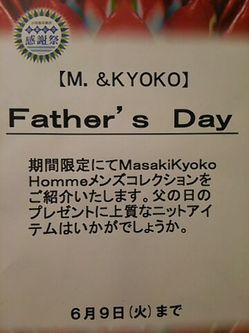 感謝祭
【M. &KYOKO】
Father's Day
期間限定にてMasakiKyoko
Hommeメンズコレクションを
ご紹介いたします。父の日の
プレゼントに上質なニットアイ
テムはいかがでしょうか。
6月9日(火)まで